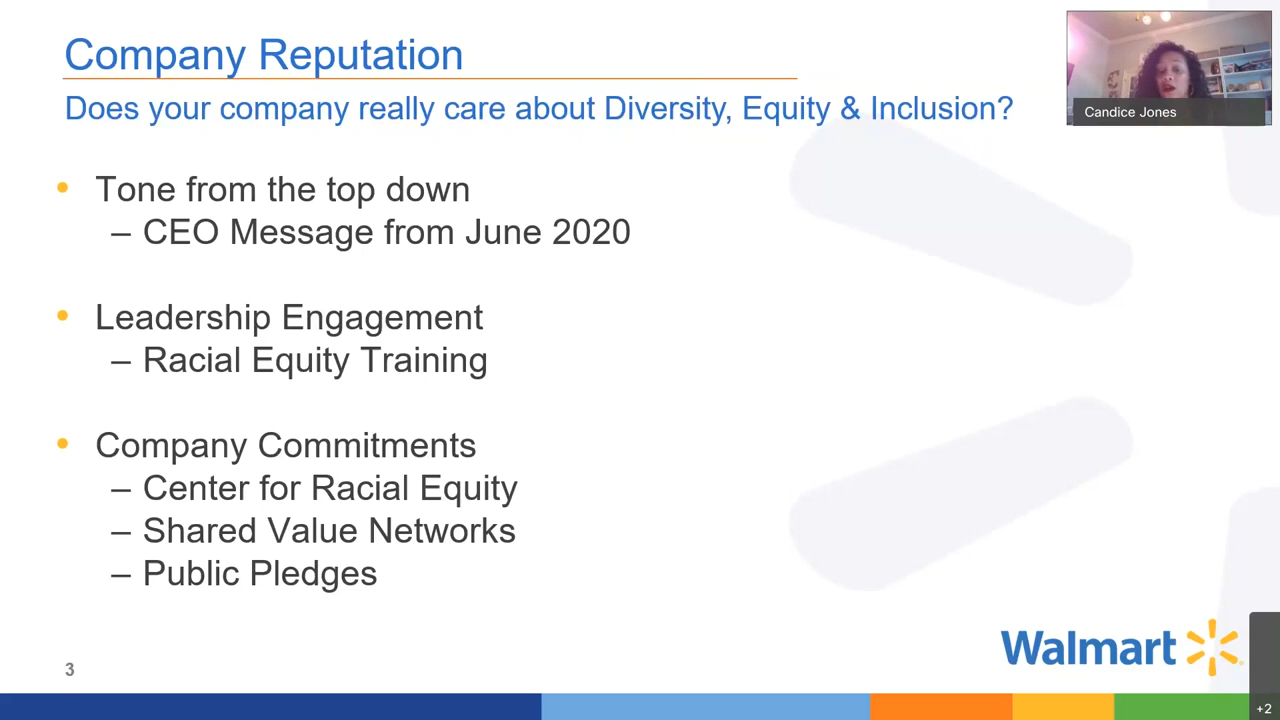 Company Reputation
Does your company really care about Diversity, Equity & Inclusion?
Candice Jones
• Tone from the top down
– CEO Message from June 2020
• Leadership Engagement
– Racial Equity Training
• Company Commitments
– Center for Racial Equity
– Shared Value Networks
– Public Pledges
Walmart
3
+2